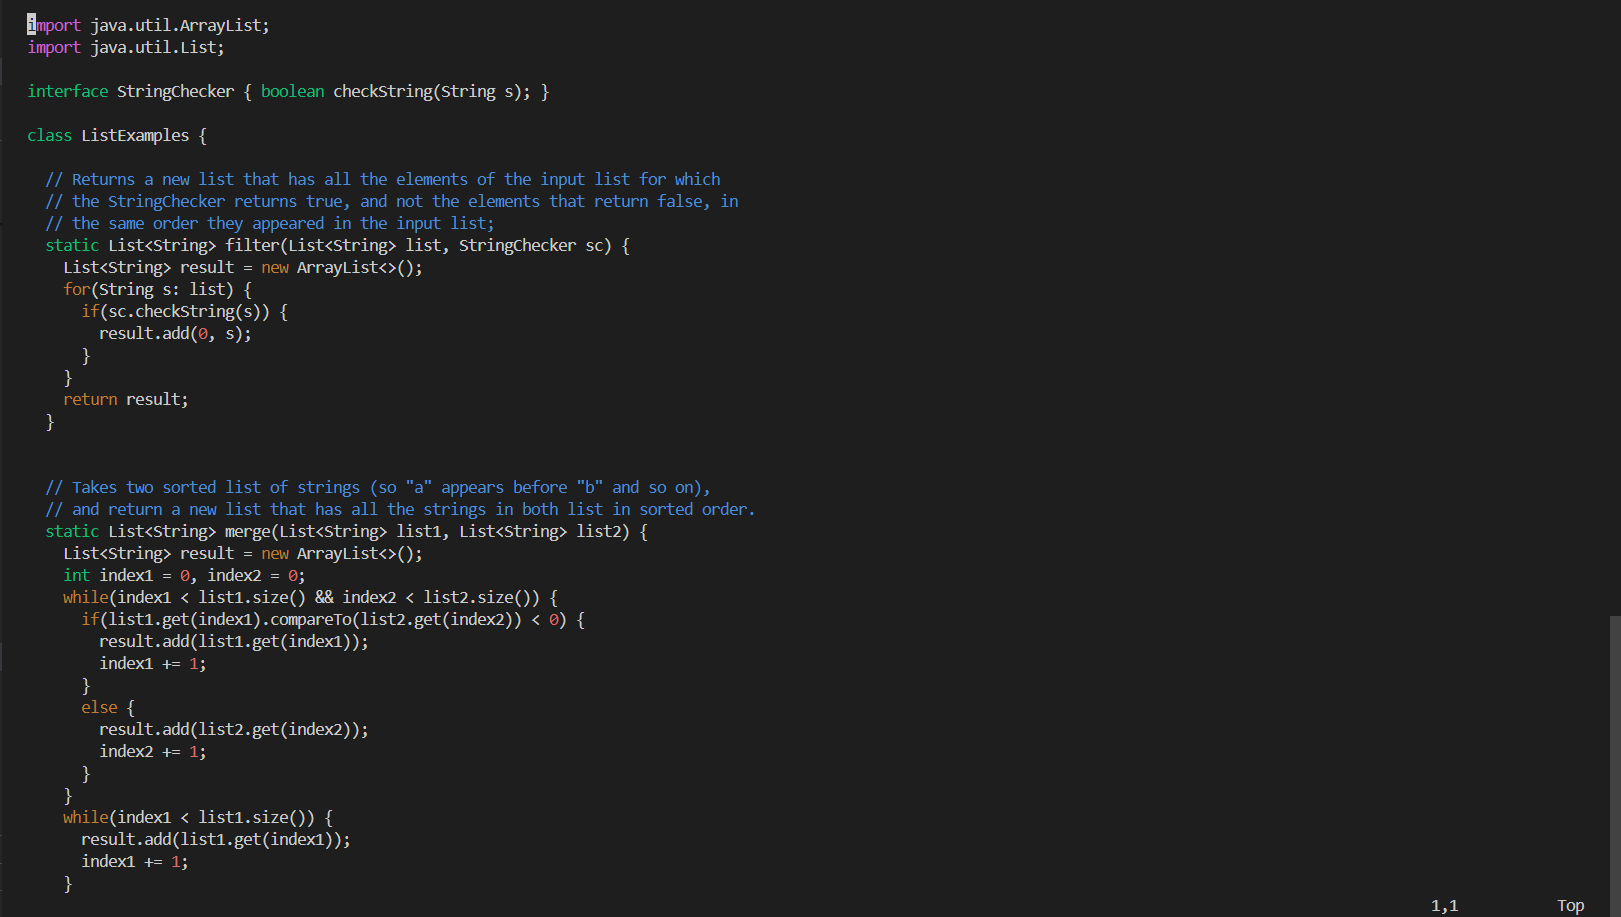 import java.util.ArrayList;
import java.util.List;

interface StringChecker { boolean checkString(String s); }

class ListExamples {

  // Returns a new list that has all the elements of the input list for which
  // the StringChecker returns true, and not the elements that return false, in
  // the same order they appeared in the input list;
  static List<String> filter(List<String> list, StringChecker sc) {
    List<String> result = new ArrayList<>();
    for(String s: list) {
      if(sc.checkString(s)) {
        result.add(0, s);
      }
    }
    return result;
  }


  // Takes two sorted list of strings (so "a" appears before "b" and so on),
  // and return a new list that has all the strings in both list in sorted order.
  static List<String> merge(List<String> list1, List<String> list2) {
    List<String> result = new ArrayList<>();
    int index1 = 0, index2 = 0;
    while(index1 < list1.size() && index2 < list2.size()) {
      if(list1.get(index1).compareTo(list2.get(index2)) < 0) {
        result.add(list1.get(index1));
        index1 += 1;
      }
      else {
        result.add(list2.get(index2));
        index2 += 1;
      }
    }
    while(index1 < list1.size()) {
      result.add(list1.get(index1));
      index1 += 1;
    }
1,1 Top